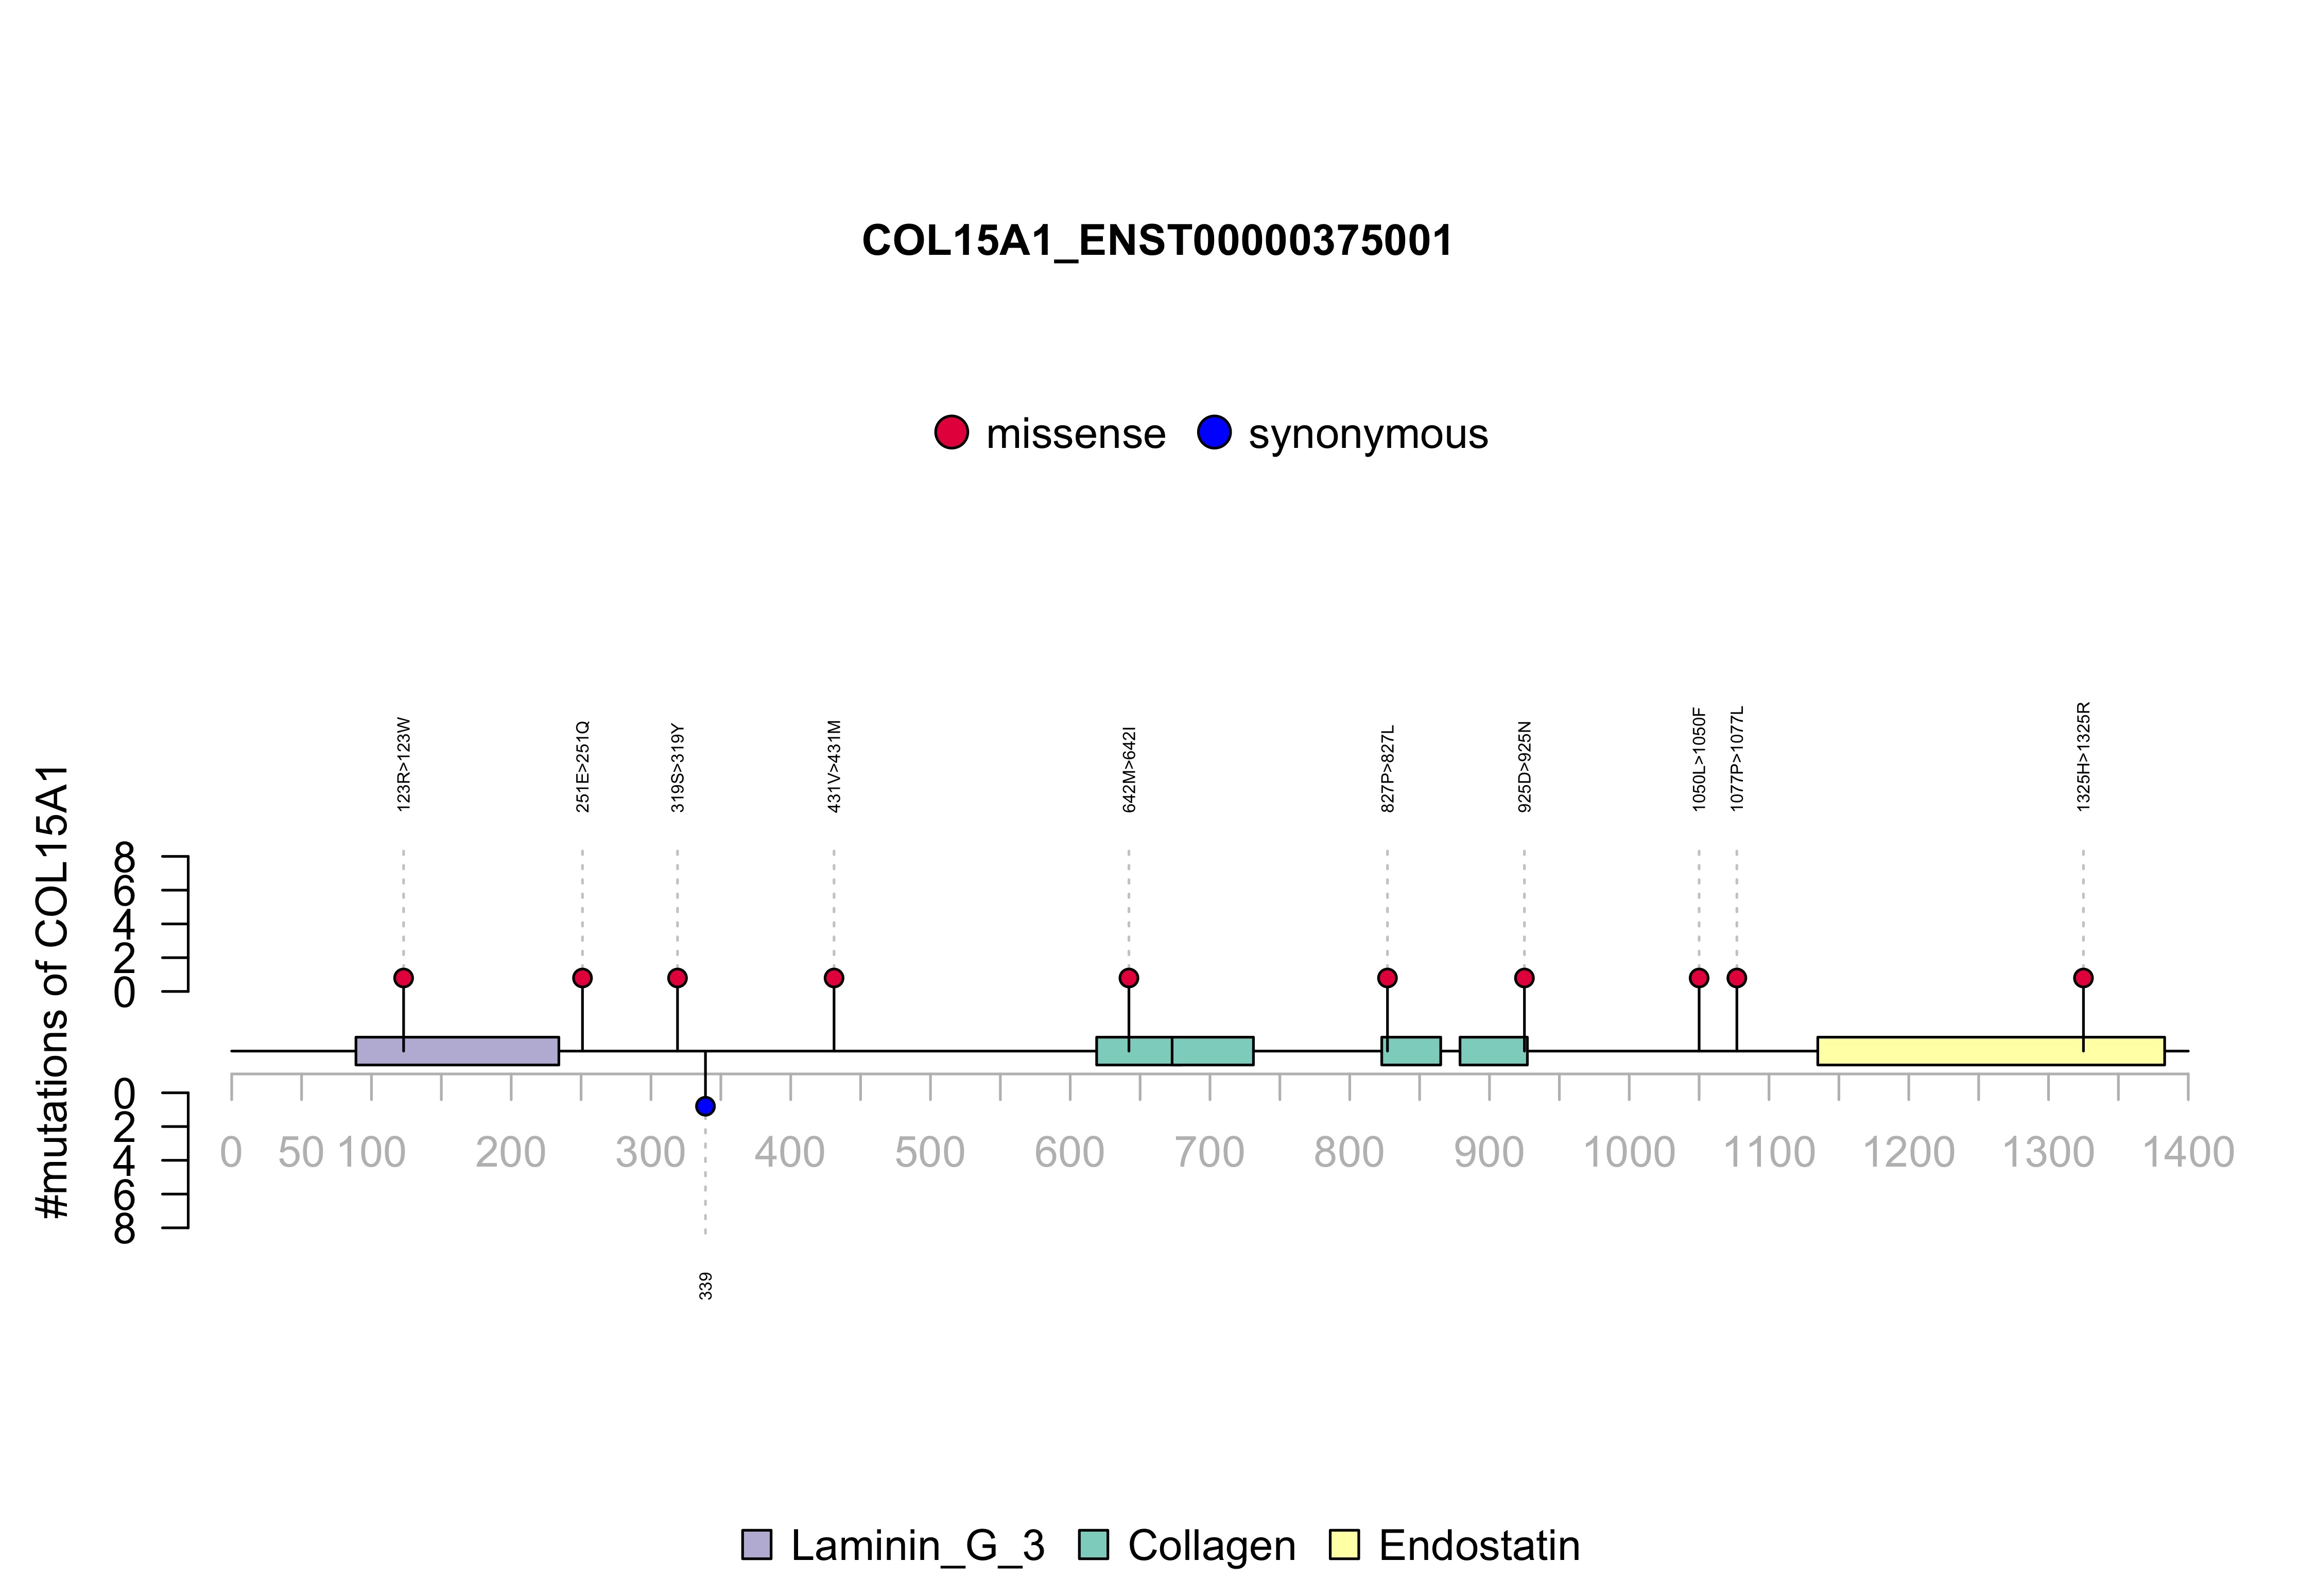 COL15A1_ENST00000375001
missense synonymous
123R>123W 251E>251Q 319S>319Y 431V>431M 642M>642I 827P>827L 925D>925N 1050L>1050F 1077P>1077L 1325H>1325R
#mutations of COL15A1
8
6
4
2
0
0
2
4
6
8
0 50 100 200 300 400 500 600 700 800 900 1000 1100 1200 1300 1400
339
Laminin_G_3 Collagen Endostatin